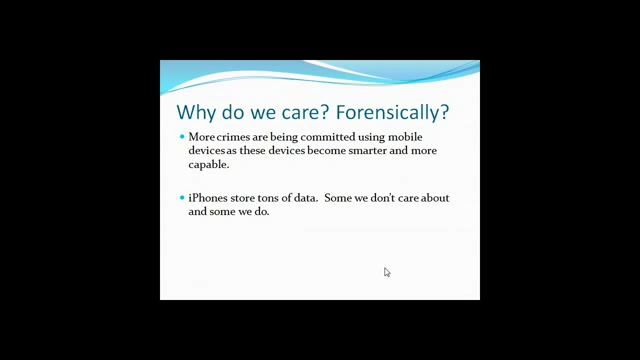 Why do we care? Forensically?
More crimes are being committed using mobile
devices as these devices become smarter and more
capable.
iPhones store tons of data.  Some we don't care about
and some we do.